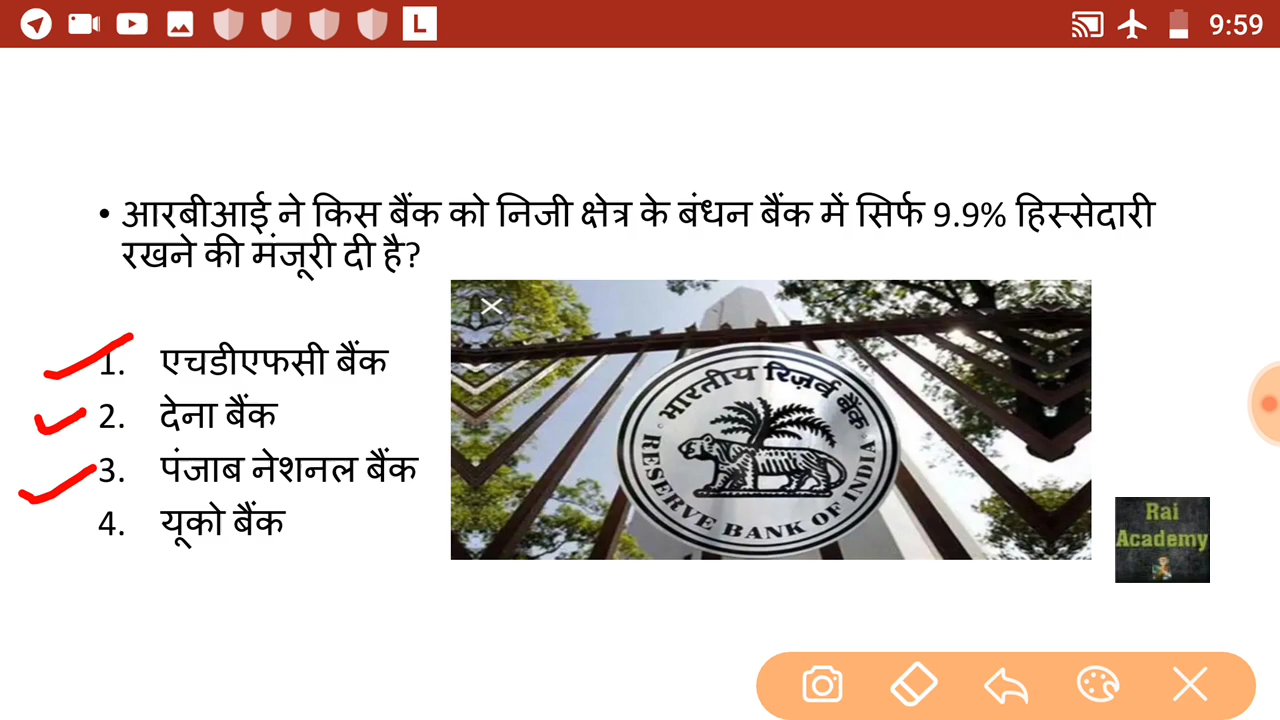 L
9:59
• आरबीआई ने किस बैंक को निजी क्षेत्र के बंधन बैंक में सिर्फ 9.9% हिस्सेदारी
रखने की मंजूरी दी है?
1. एचडीएफसी बैंक
2. देना बैंक
3. पंजाब नेशनल बैंक
4. यूको बैंक
भारतीय रिज़र्व बैंक
RESERVE BANK OF INDIA
Rai
Academy